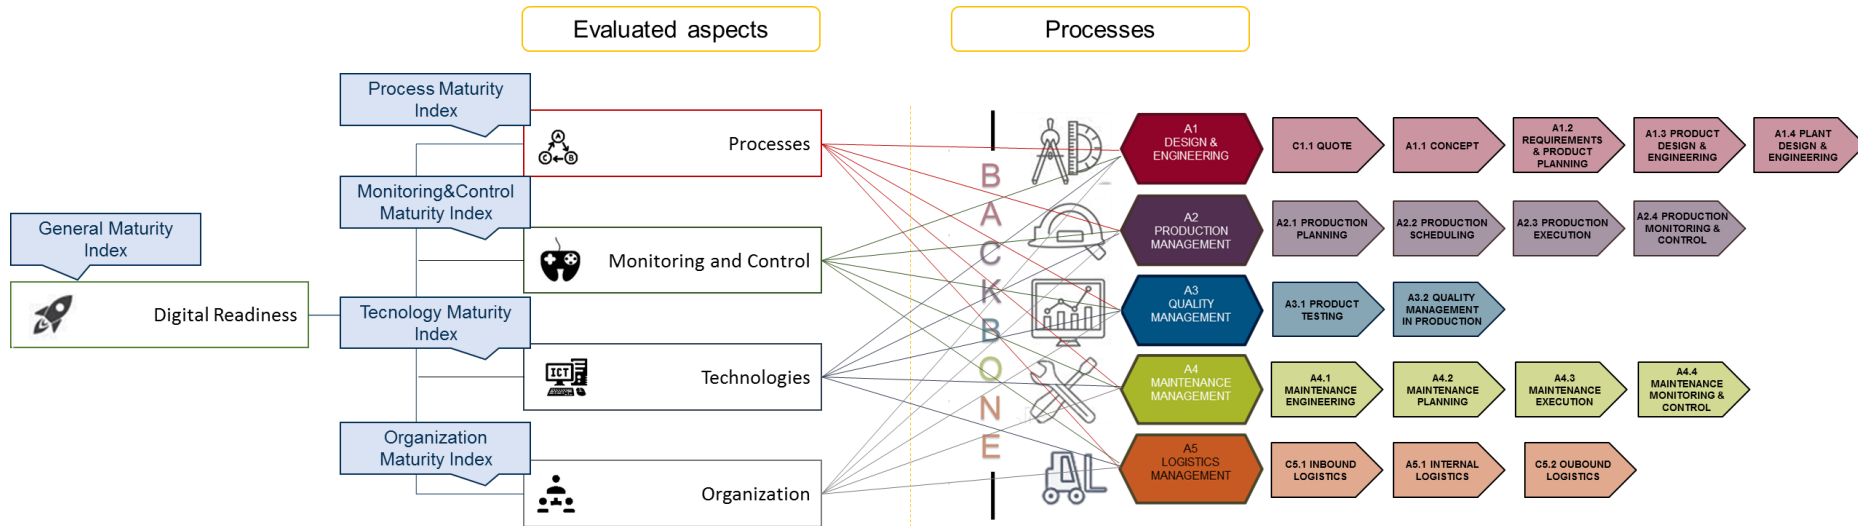 Evaluated aspects
Processes
Process Maturity
Index
Processes
Monitoring&Control
Maturity Index
Monitoring and Control
General Maturity
Index
Digital Readiness
Tecnology Maturity
Index
ICT
Technologies
Organization
Maturity Index
Organization
A
C
B
B
A
C
K
B
O
N
E
A1
DESIGN &
ENGINEERING
C1.1 QUOTE
A1.1 CONCEPT
A1.2
REQUIREMENTS
& PRODUCT
PLANNING
A1.3 PRODUCT
DESIGN &
ENGINEERING
A1.4 PLANT
DESIGN &
ENGINEERING
A2
PRODUCTION
MANAGEMENT
A2.1 PRODUCTION
PLANNING
A2.2 PRODUCTION
SCHEDULING
A2.3 PRODUCTION
EXECUTION
A2.4 PRODUCTION
MONITORING &
CONTROL
A3
QUALITY
MANAGEMENT
A3.1 PRODUCT
TESTING
A3.2 QUALITY
MANAGEMENT
IN PRODUCTION
A4
MAINTENANCE
MANAGEMENT
A4.1
MAINTENANCE
ENGINEERING
A4.2
MAINTENANCE
PLANNING
A4.3
MAINTENANCE
EXECUTION
A4.4
MAINTENANCE
MONITORING &
CONTROL
A5
LOGISTICS
MANAGEMENT
C5.1 INBOUND
LOGISTICS
A5.1 INTERNAL
LOGISTICS
C5.2 OUBOUND
LOGISTICS